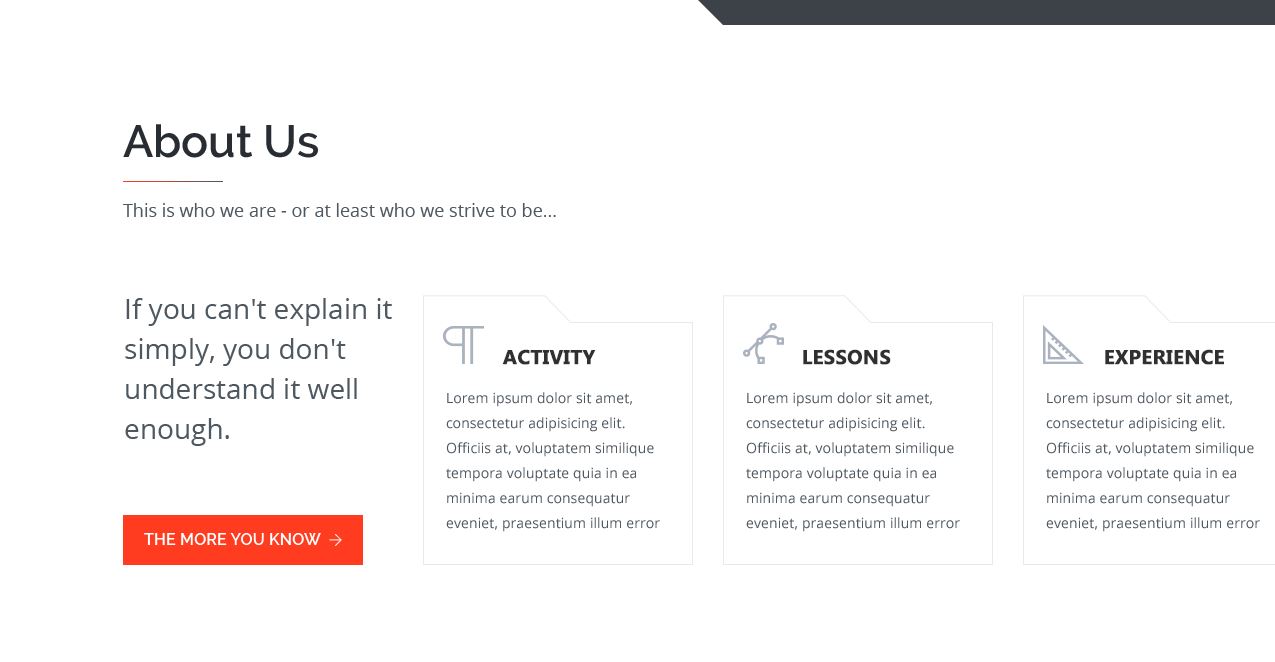 About Us
This is who we are - or at least who we strive to be...
If you can't explain it
simply, you don't
understand it well
enough.
THE MORE YOU KNOW →
ACTIVITY
Lorem ipsum dolor sit amet,
consectetur adipisicing elit.
Officiis at, voluptatem similique
tempora voluptate quia in ea
minima earum consequatur
eveniet, praesentium illum error
LESSONS
Lorem ipsum dolor sit amet,
consectetur adipisicing elit.
Officiis at, voluptatem similique
tempora voluptate quia in ea
minima earum consequatur
eveniet, praesentium illum error
EXPERIENCE
Lorem ipsum dolor sit amet,
consectetur adipisicing elit.
Officiis at, voluptatem similique
tempora voluptate quia in ea
minima earum consequatur
eveniet, praesentium illum error